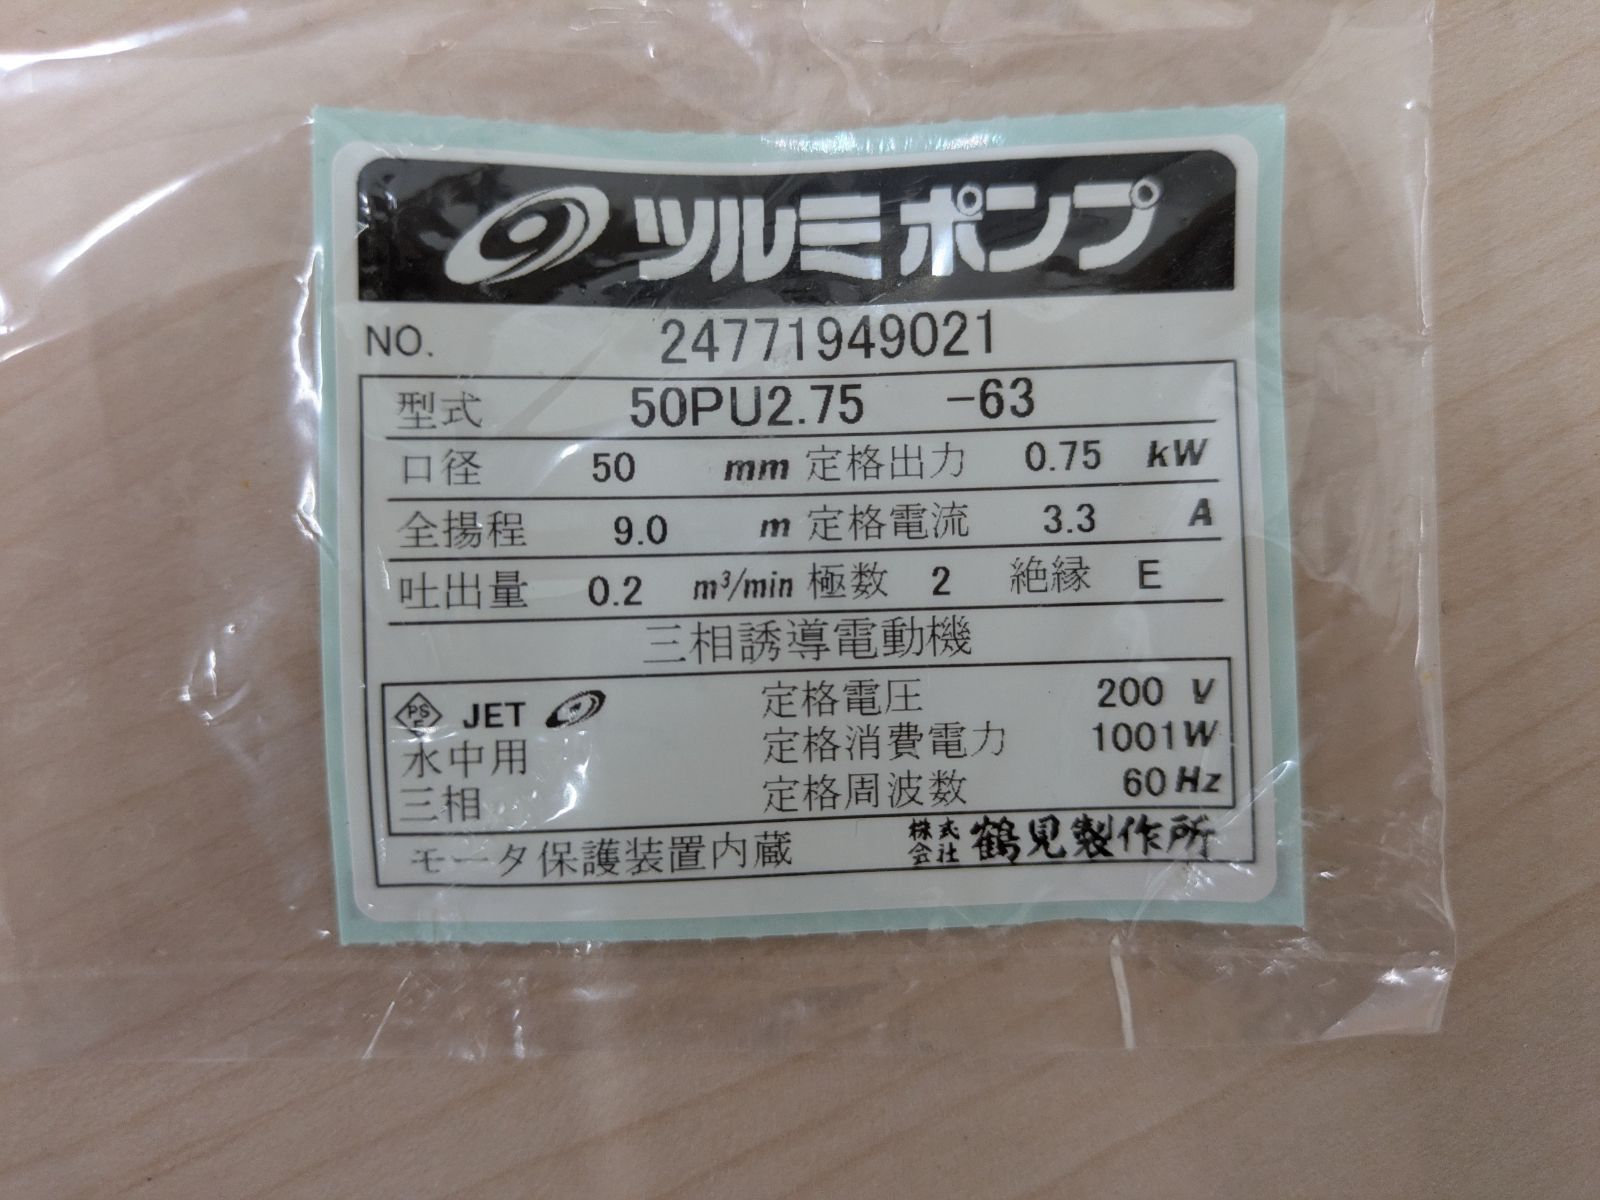 ツルミポンプ
NO. 24771949021
型式 50PU2.75 -63
口径 50 mm 定格出力 0.75 kW
全揚程 9.0 m 定格電流 3.3 A
吐出量 0.2 m³/min 極数 2 絶縁 E
三相誘導電動機
PS E JET 定格電圧 200 V
水中用 定格消費電力 1001W
三相 定格周波数 60 Hz
モータ保護装置内蔵 株式会社 鶴見製作所